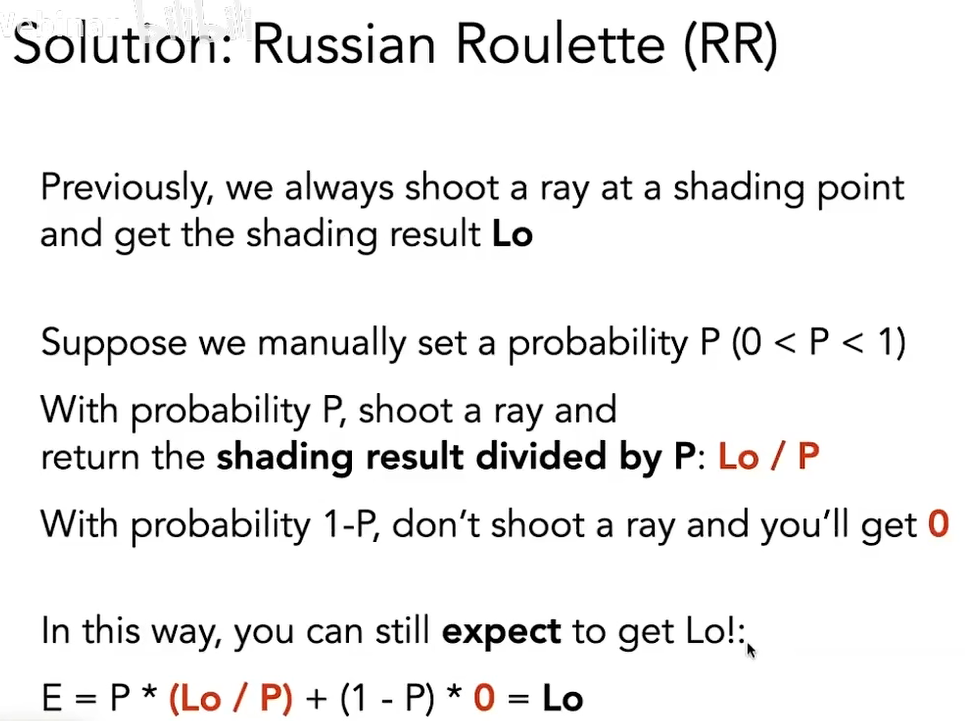 Solution: Russian Roulette (RR)
Previously, we always shoot a ray at a shading point
and get the shading result Lo
Suppose we manually set a probability P (0 < P < 1)
With probability P, shoot a ray and
return the shading result divided by P: Lo / P
With probability 1-P, don’t shoot a ray and you’ll get 0
In this way, you can still expect to get Lo!:
E = P * (Lo / P) + (1 - P) * 0 = Lo